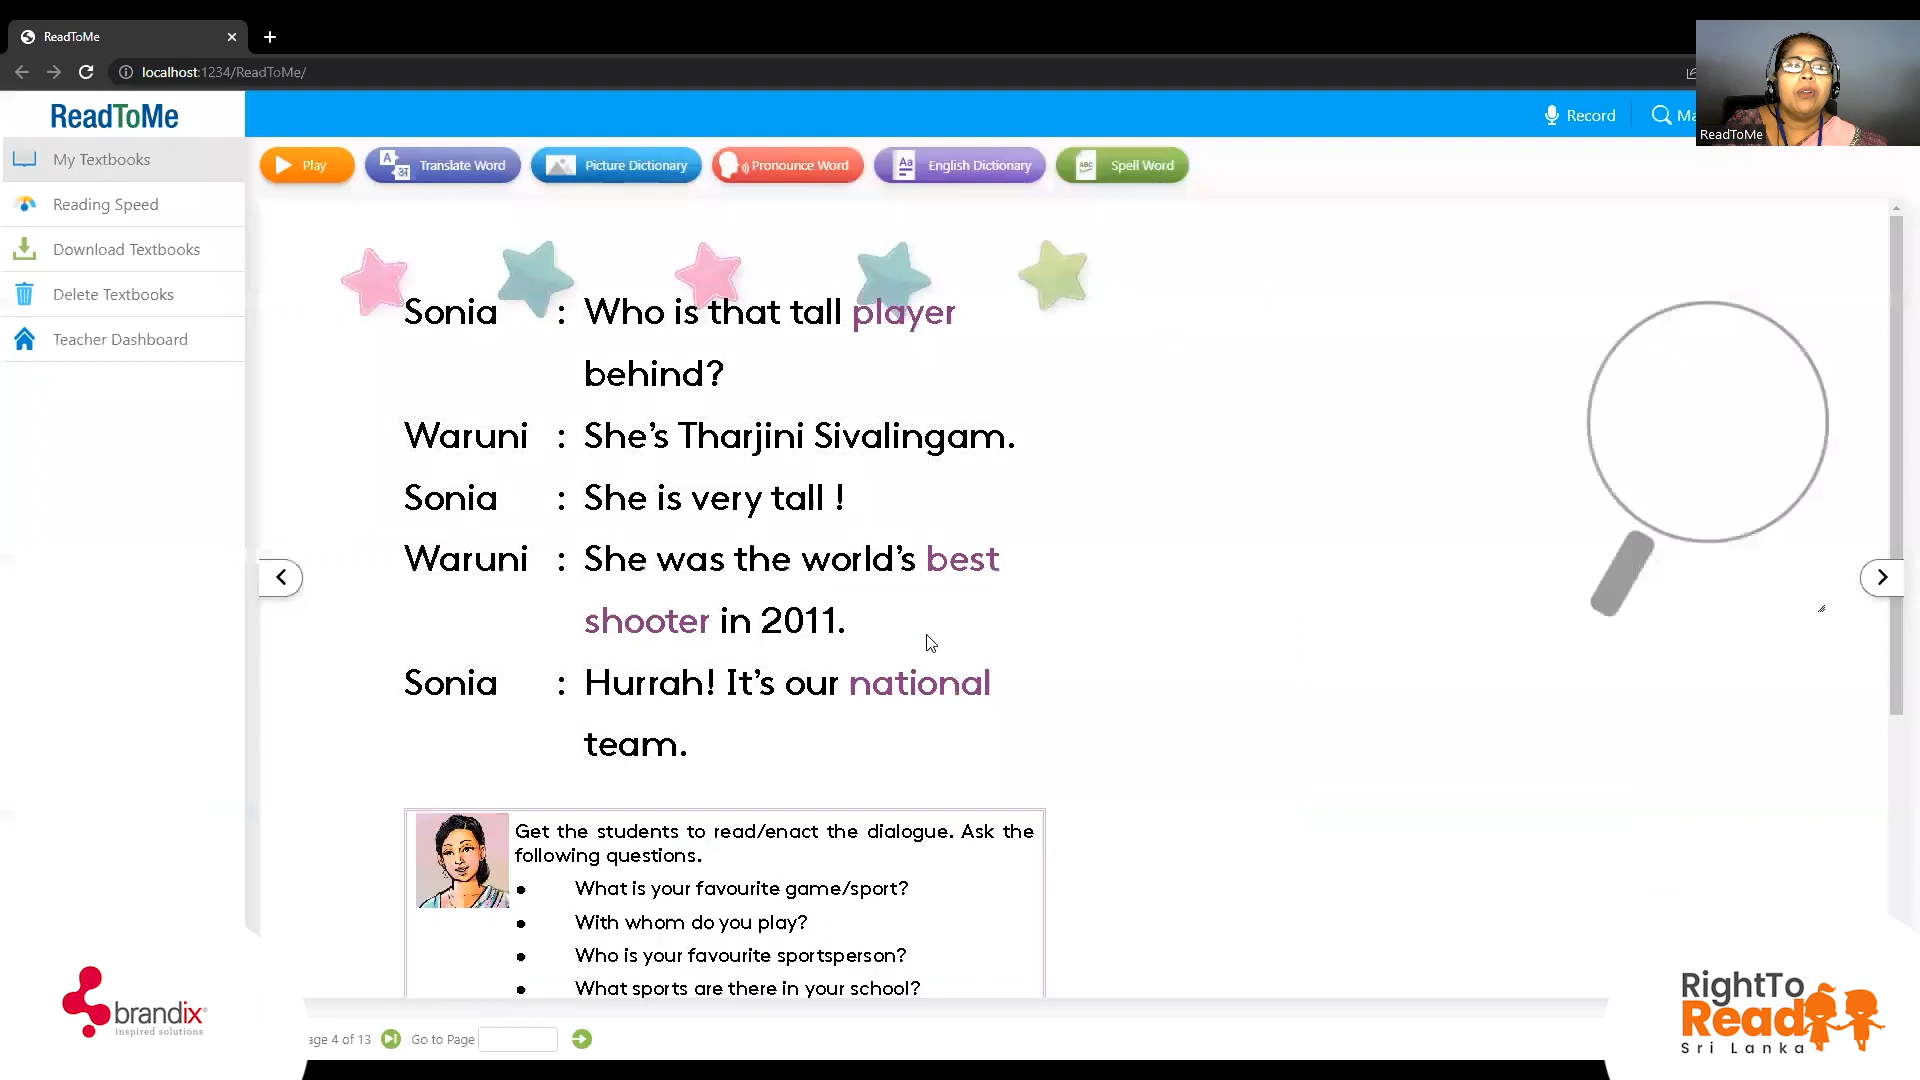 ReadToMe
localhost:1234/ReadToMe/
ReadToMe
Record
ReadToMe
My Textbooks
Reading Speed
Download Textbooks
Delete Textbooks
Teacher Dashboard
Play
Translate Word
Picture Dictionary
Pronounce Word
English Dictionary
Spell Word
Sonia : Who is that tall player
behind?
Waruni : She's Tharjini Sivalingam.
Sonia : She is very tall !
Waruni : She was the world's best
shooter in 2011.
Sonia : Hurrah! It's our national
team.
Get the students to read/enact the dialogue. Ask the
following questions.
• What is your favourite game/sport?
• With whom do you play?
• Who is your favourite sportsperson?
• What sports are there in your school?
age 4 of 13
Go to Page
brandix
inspired solutions
RightTo
Read
Sri Lanka